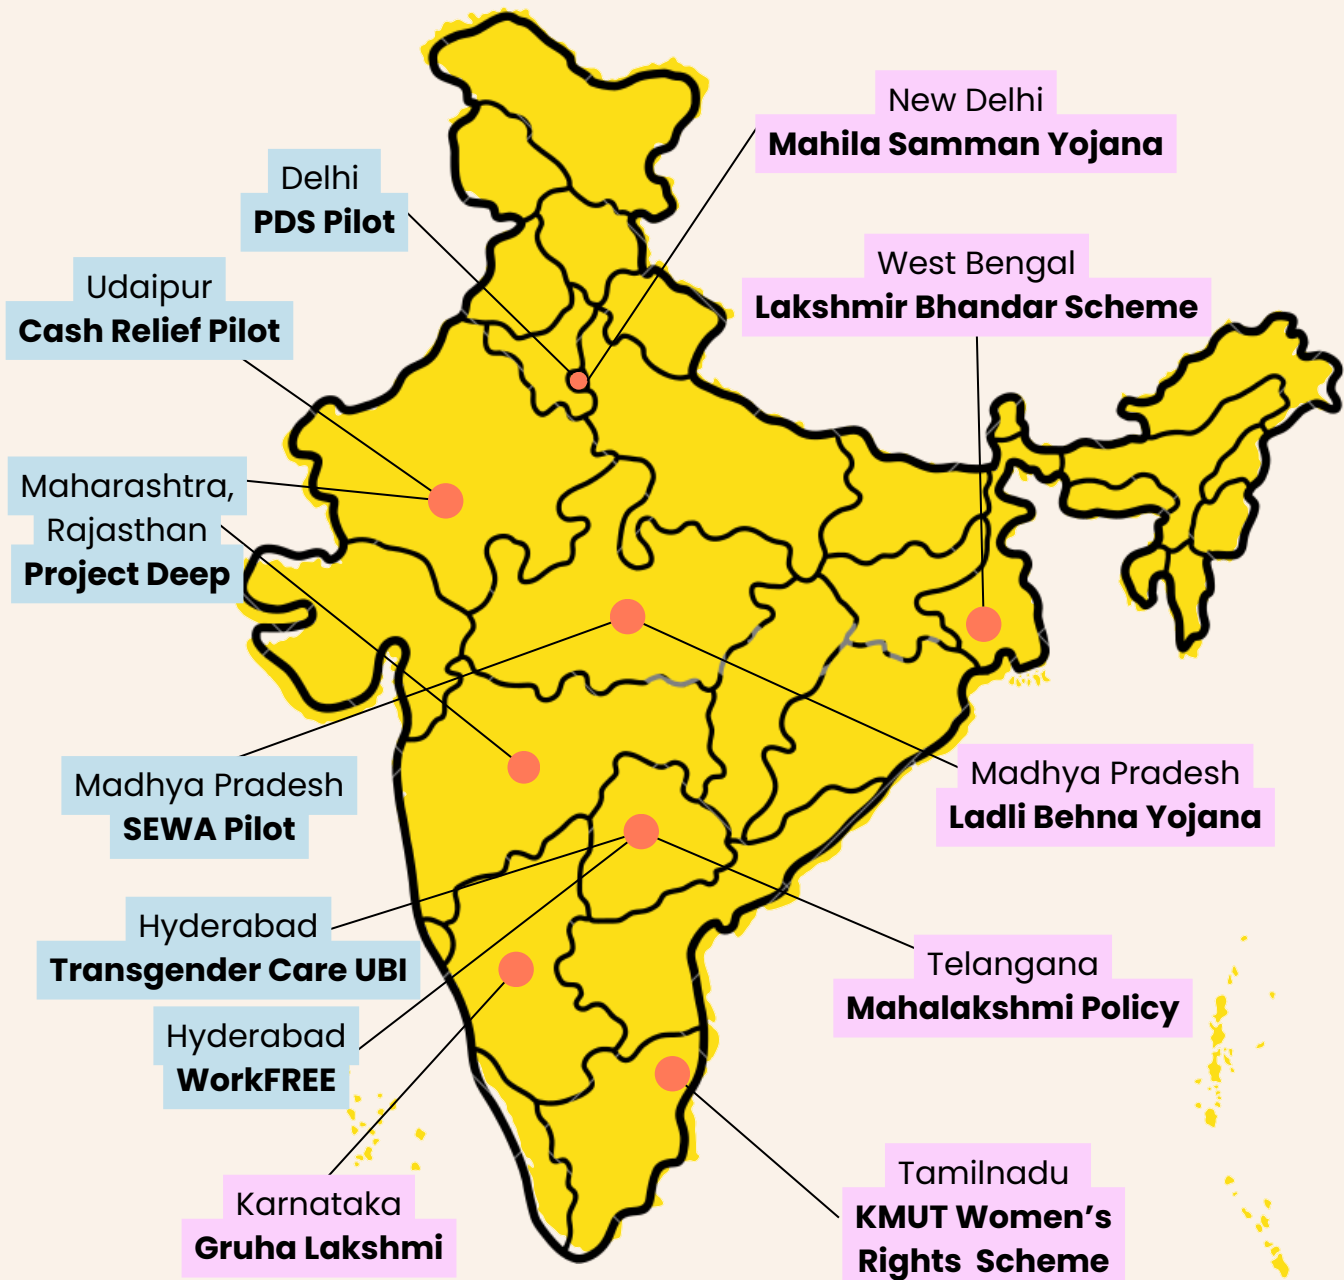 New Delhi
Mahila Samman Yojana
Delhi
PDS Pilot
West Bengal
Lakshmir Bhandar Scheme
Udaipur
Cash Relief Pilot
Maharashtra,
Rajasthan
Project Deep
Madhya Pradesh
SEWA Pilot
Madhya Pradesh
Ladli Behna Yojana
Hyderabad
Transgender Care UBI
Telangana
Mahalakshmi Policy
Hyderabad
WorkFREE
Karnataka
Gruha Lakshmi
Tamilnadu
KMUT Women’s
Rights Scheme